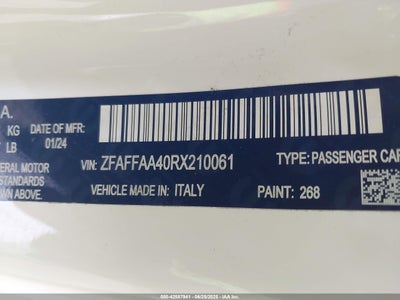 A.
KG DATE OF MFR:
LB 01/24
ERAL MOTOR VIN: ZFAFFAA40RX210061 TYPE: PASSENGER CAR
STANDARDS
OWN ABOVE. VEHICLE MADE IN: ITALY PAINT: 268